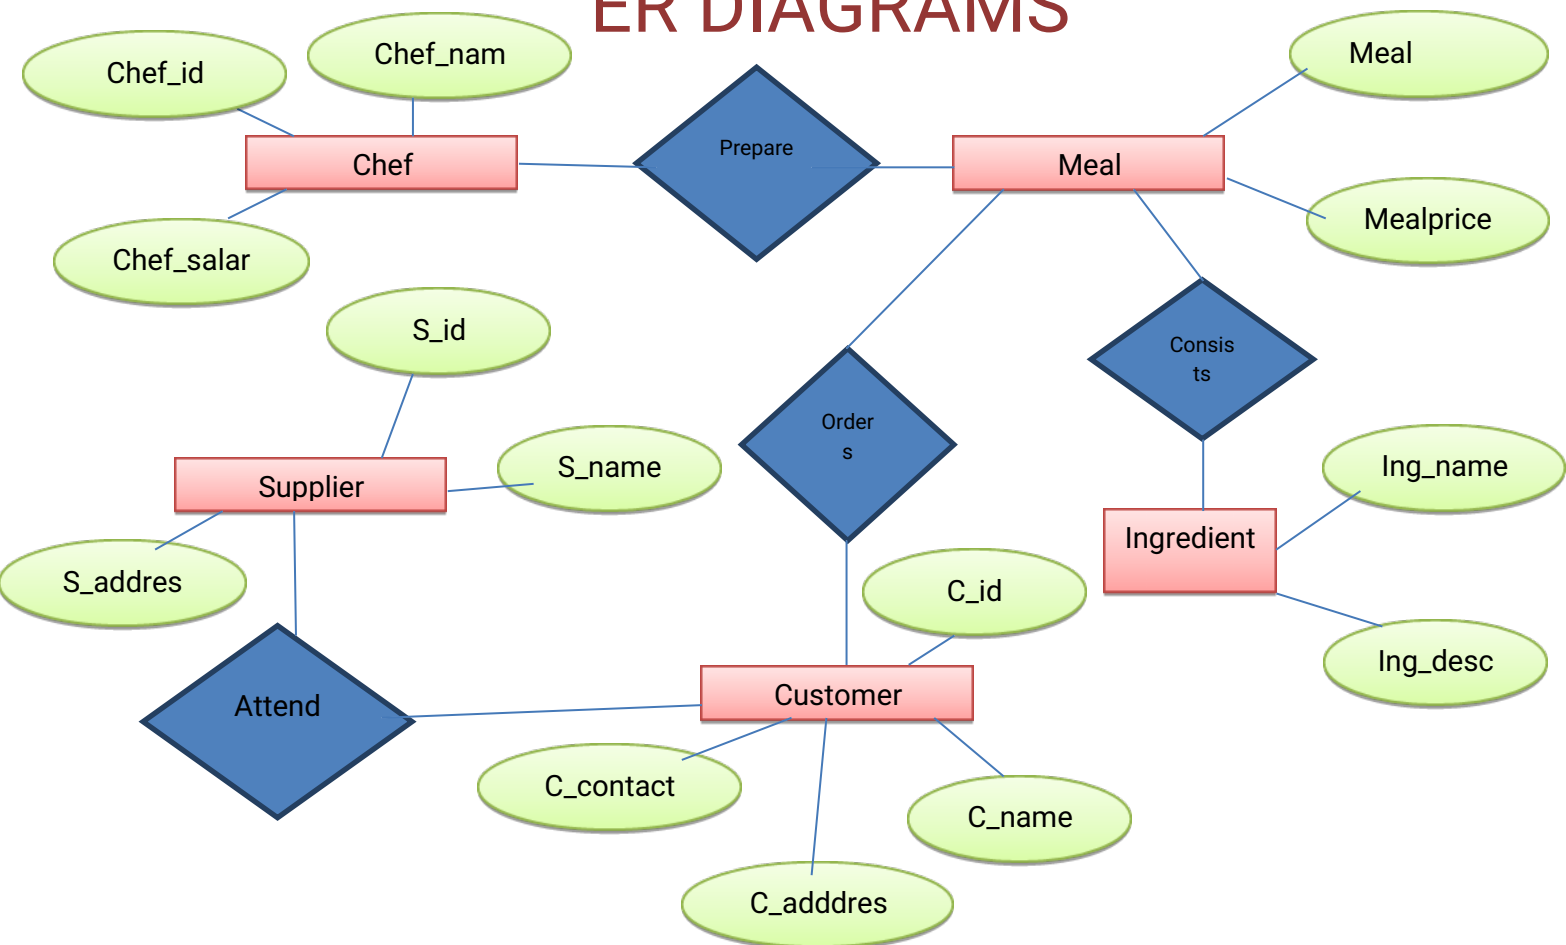 ER DIAGRAMS
Chef_id
Chef_nam
Meal
Chef
Prepare
Meal
Mealprice
Chef_salar
S_id
Consis
ts
Order
s
Supplier
S_name
Ing_name
Ingredient
S_addres
C_id
Ing_desc
Attend
Customer
C_contact
C_name
C_adddres